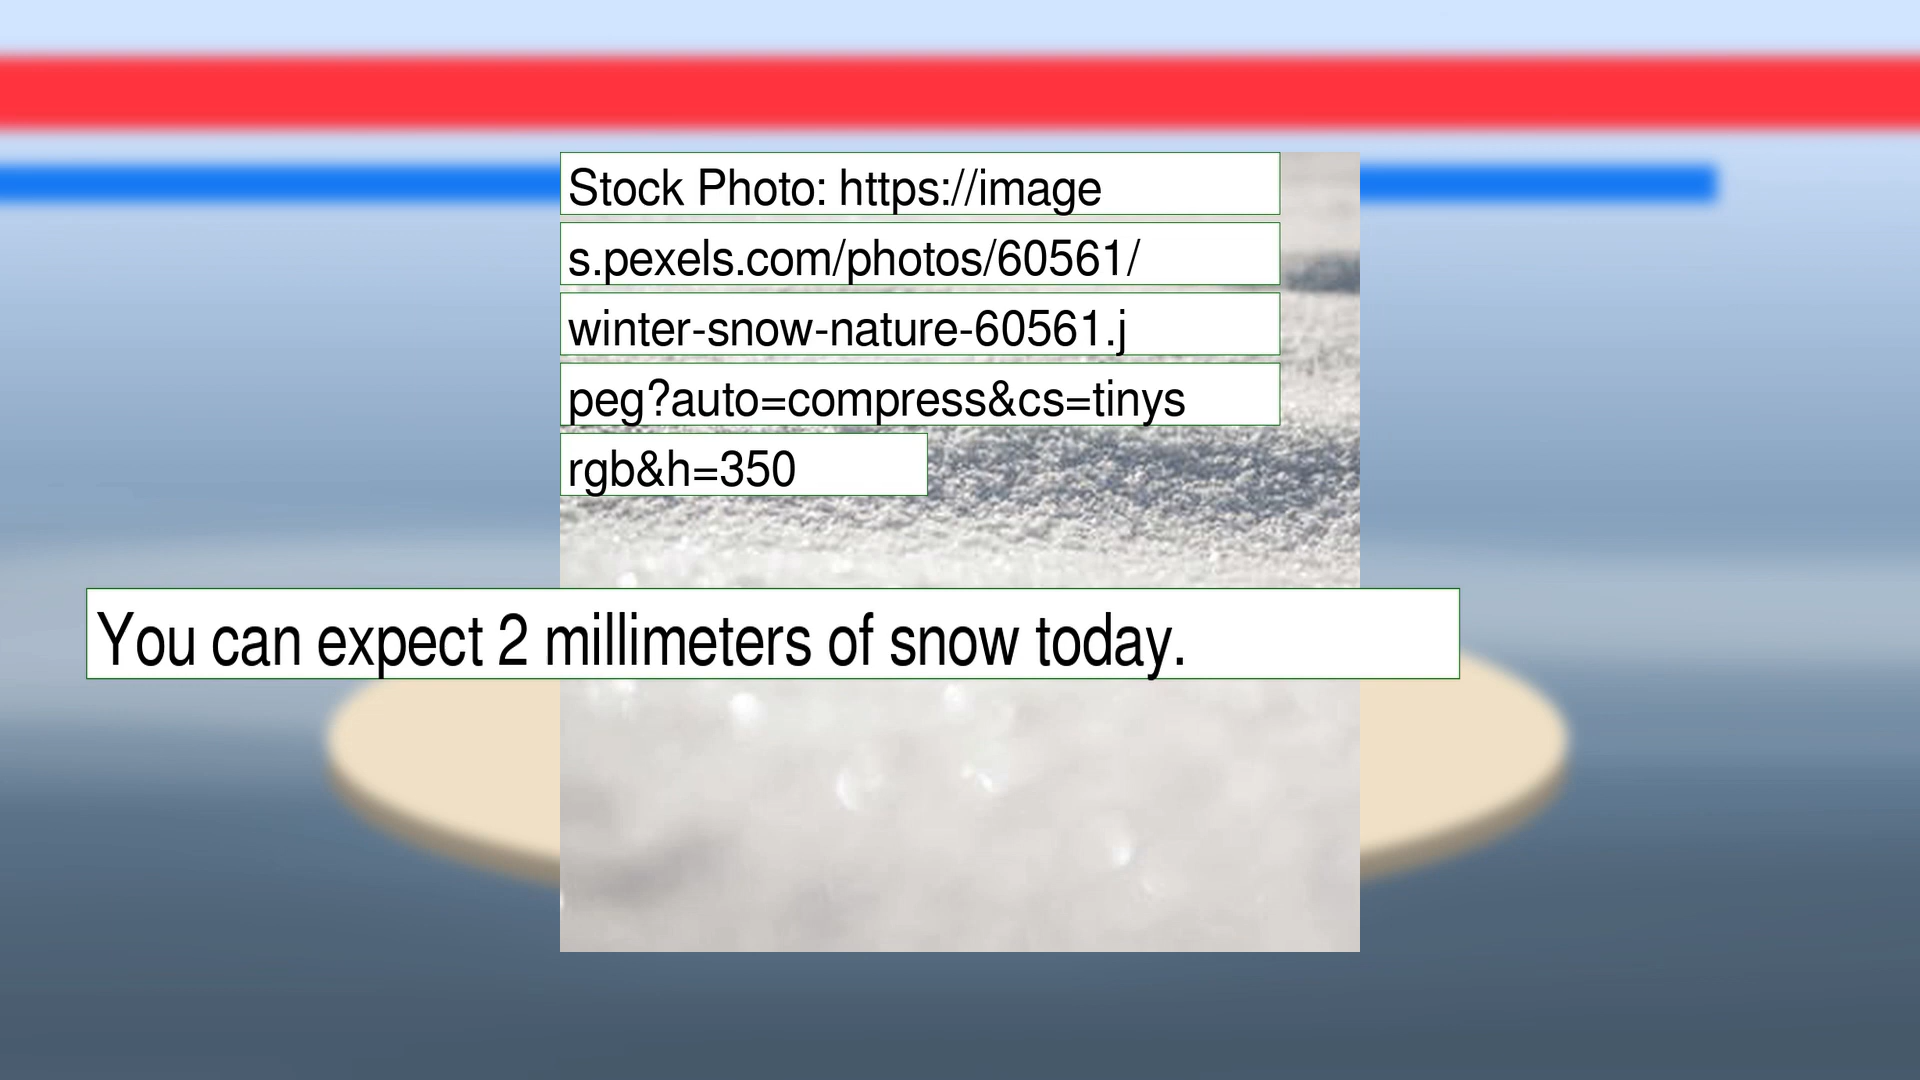 Stock Photo: https://image
s.pexels.com/photos/60561/
winter-snow-nature-60561.j
peg?auto=compress&cs=tinys
rgb&h=350
You can expect 2 millimeters of snow today.